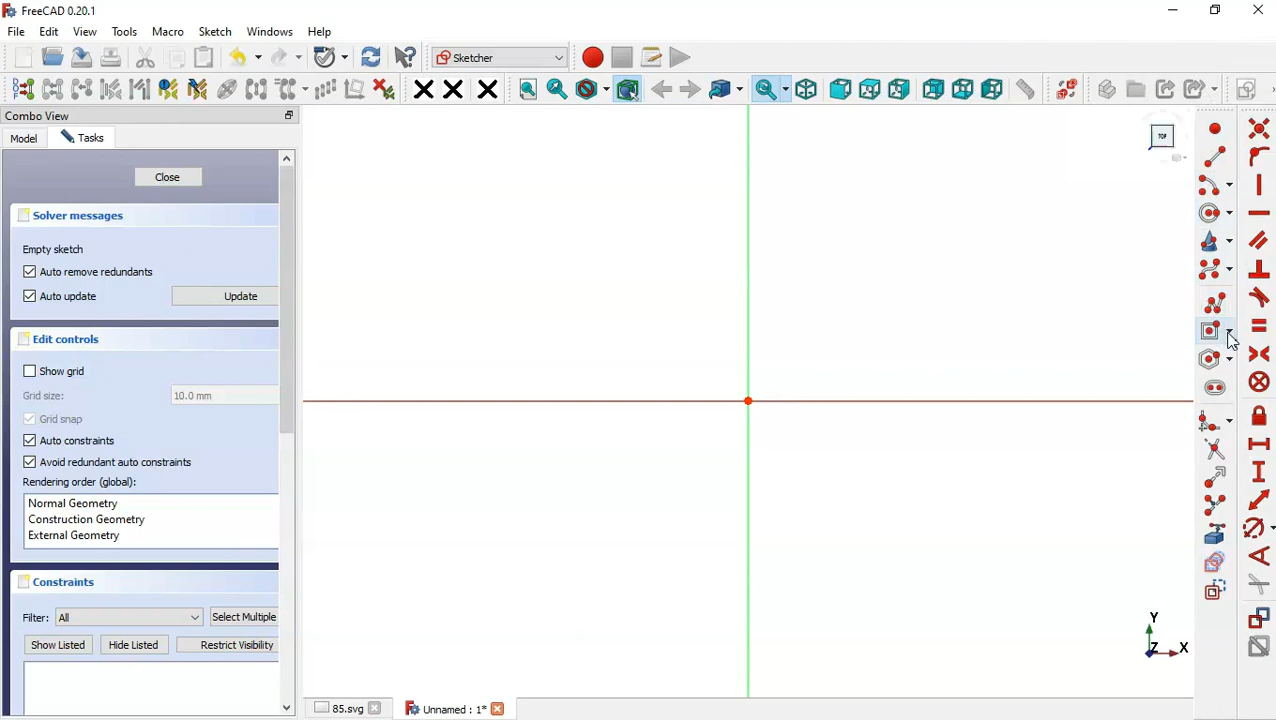 FreeCAD 0.20.1
File Edit View Tools Macro Sketch Windows Help
Sketcher
Combo View
Model Tasks
TOP
Close
Solver messages
Empty sketch
Auto remove redundants
Auto update Update
Edit controls
Show grid
Grid size: 10.0 mm
Grid snap
Auto constraints
Avoid redundant auto constraints
Rendering order (global):
Normal Geometry
Construction Geometry
External Geometry
Constraints
Filter: All Select Multiple
Show Listed Hide Listed Restrict Visibility
Y
Z X
85.svg Unnamed : 1*